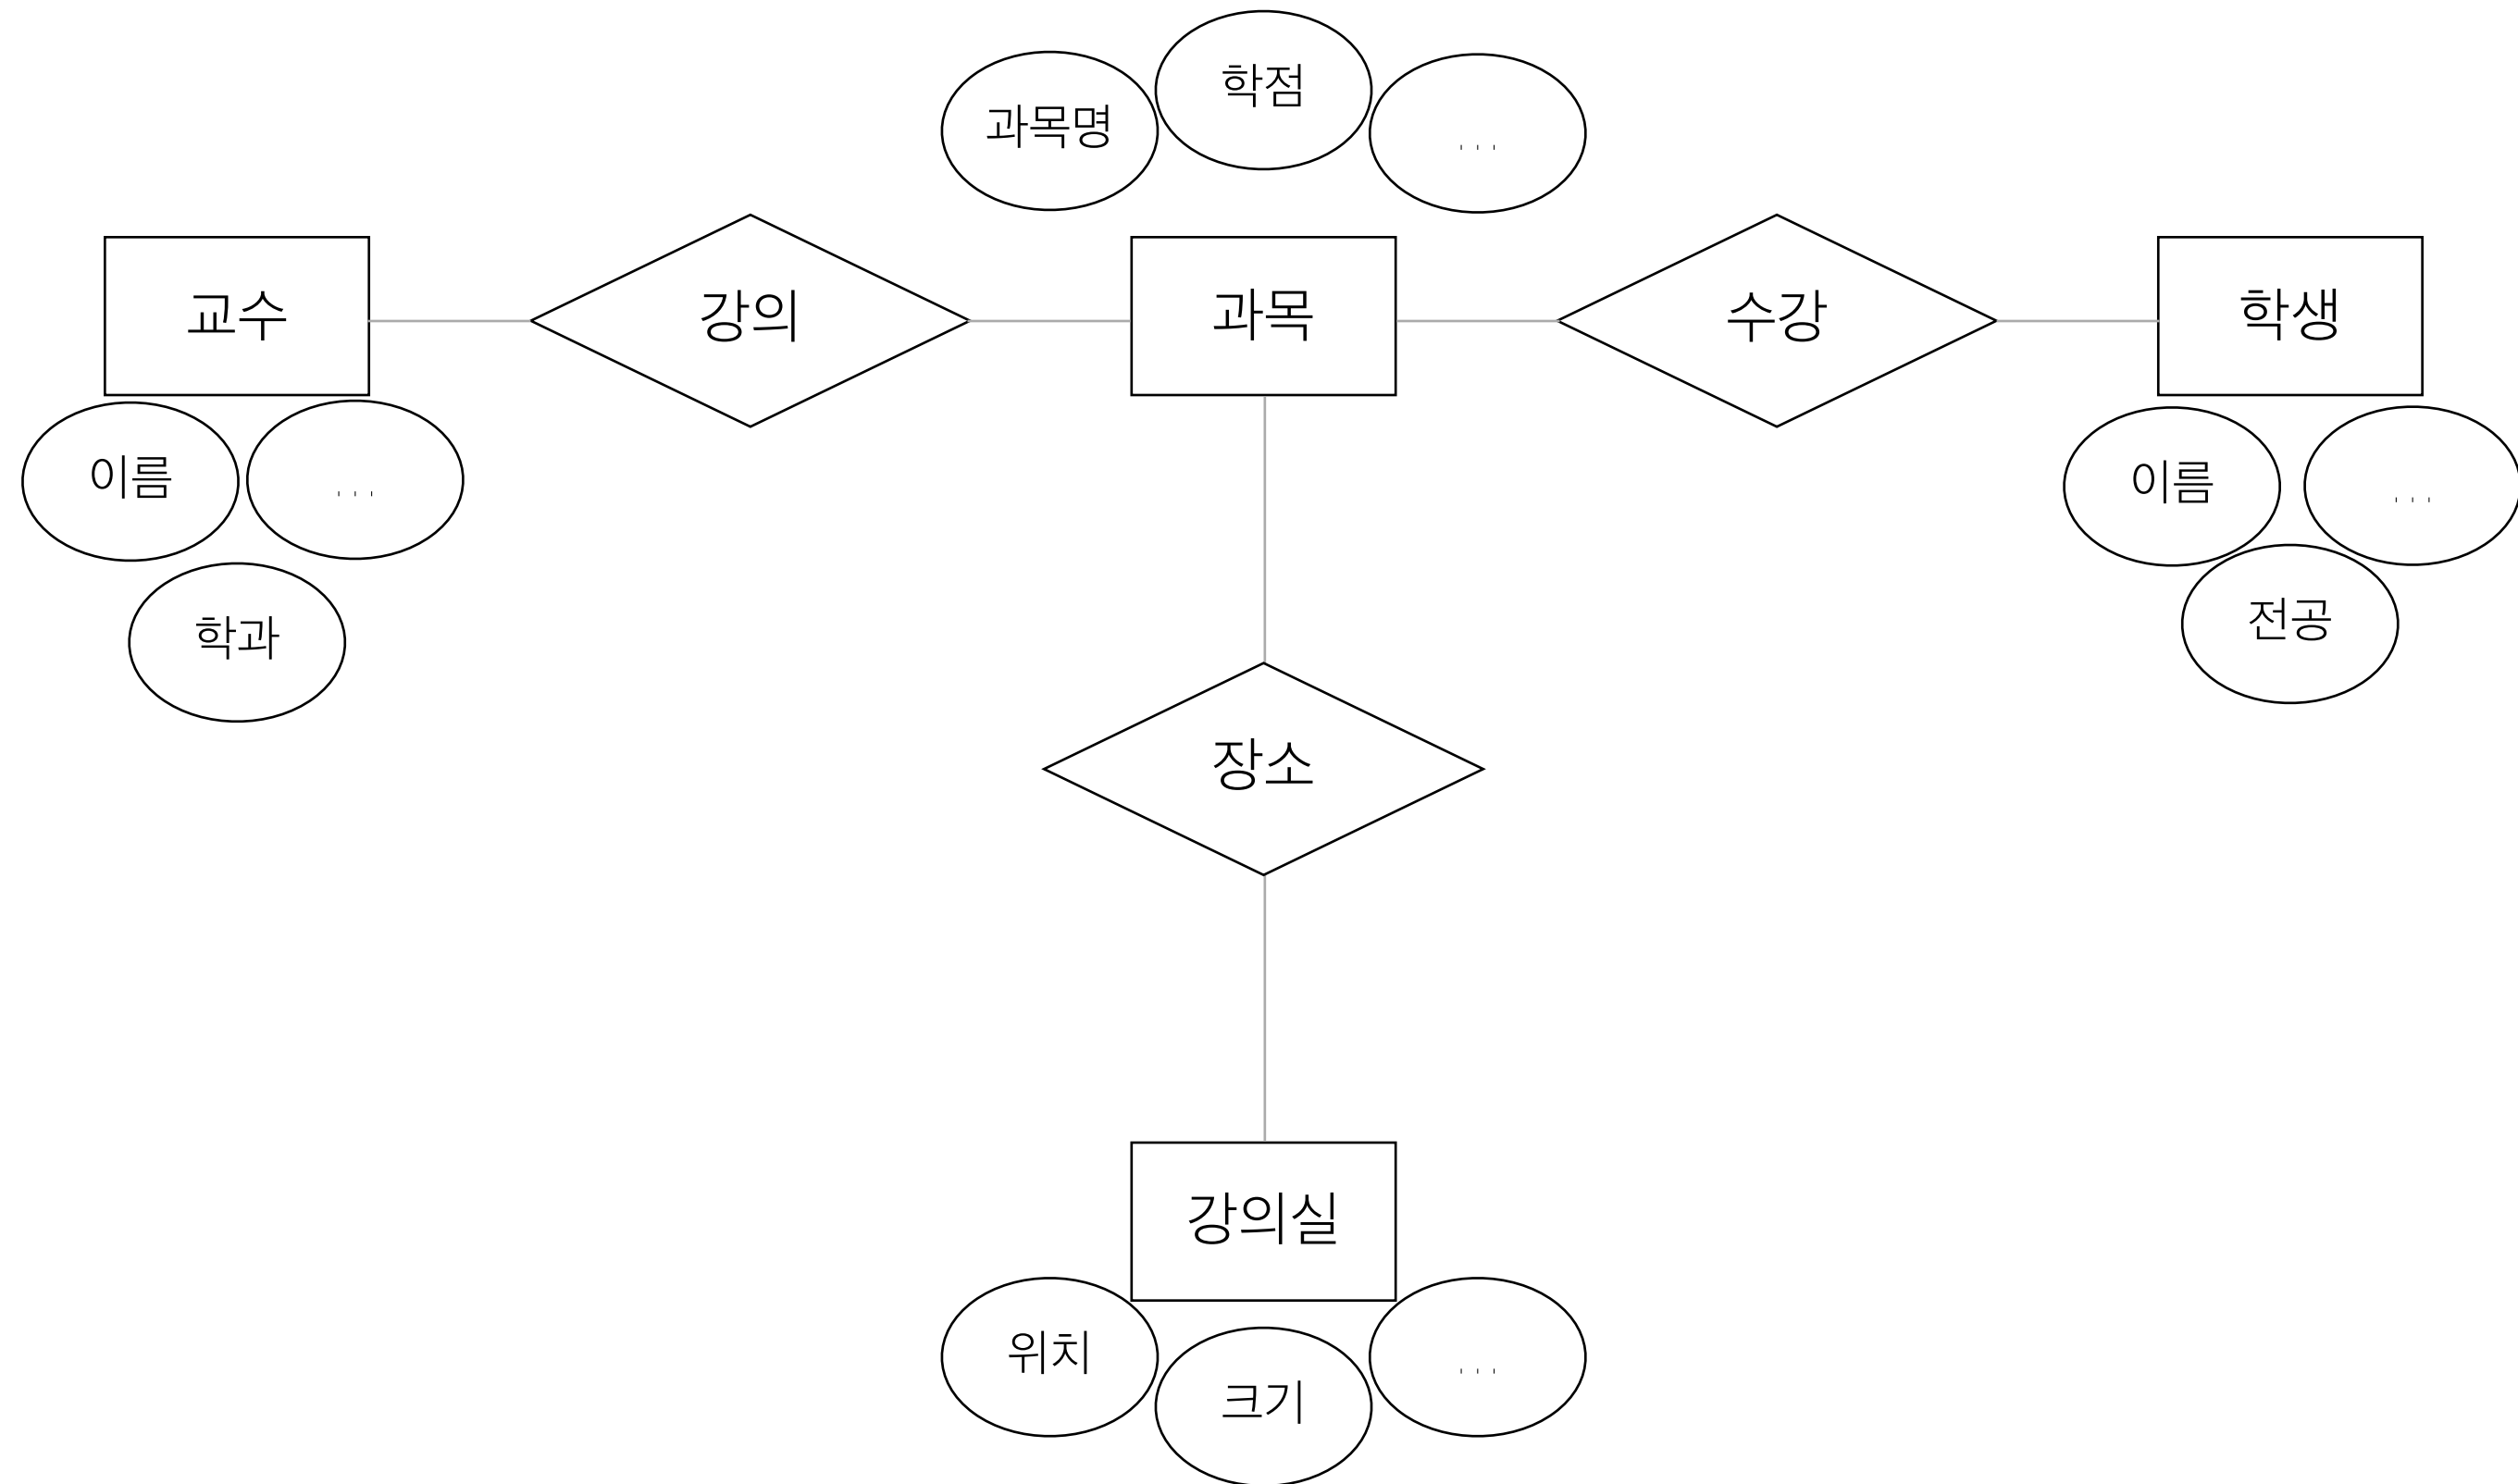 학점
과목명
...
교수
강의
과목
수강
학생
이름
...
이름
...
학과
전공
장소
강의실
위치
크기
...